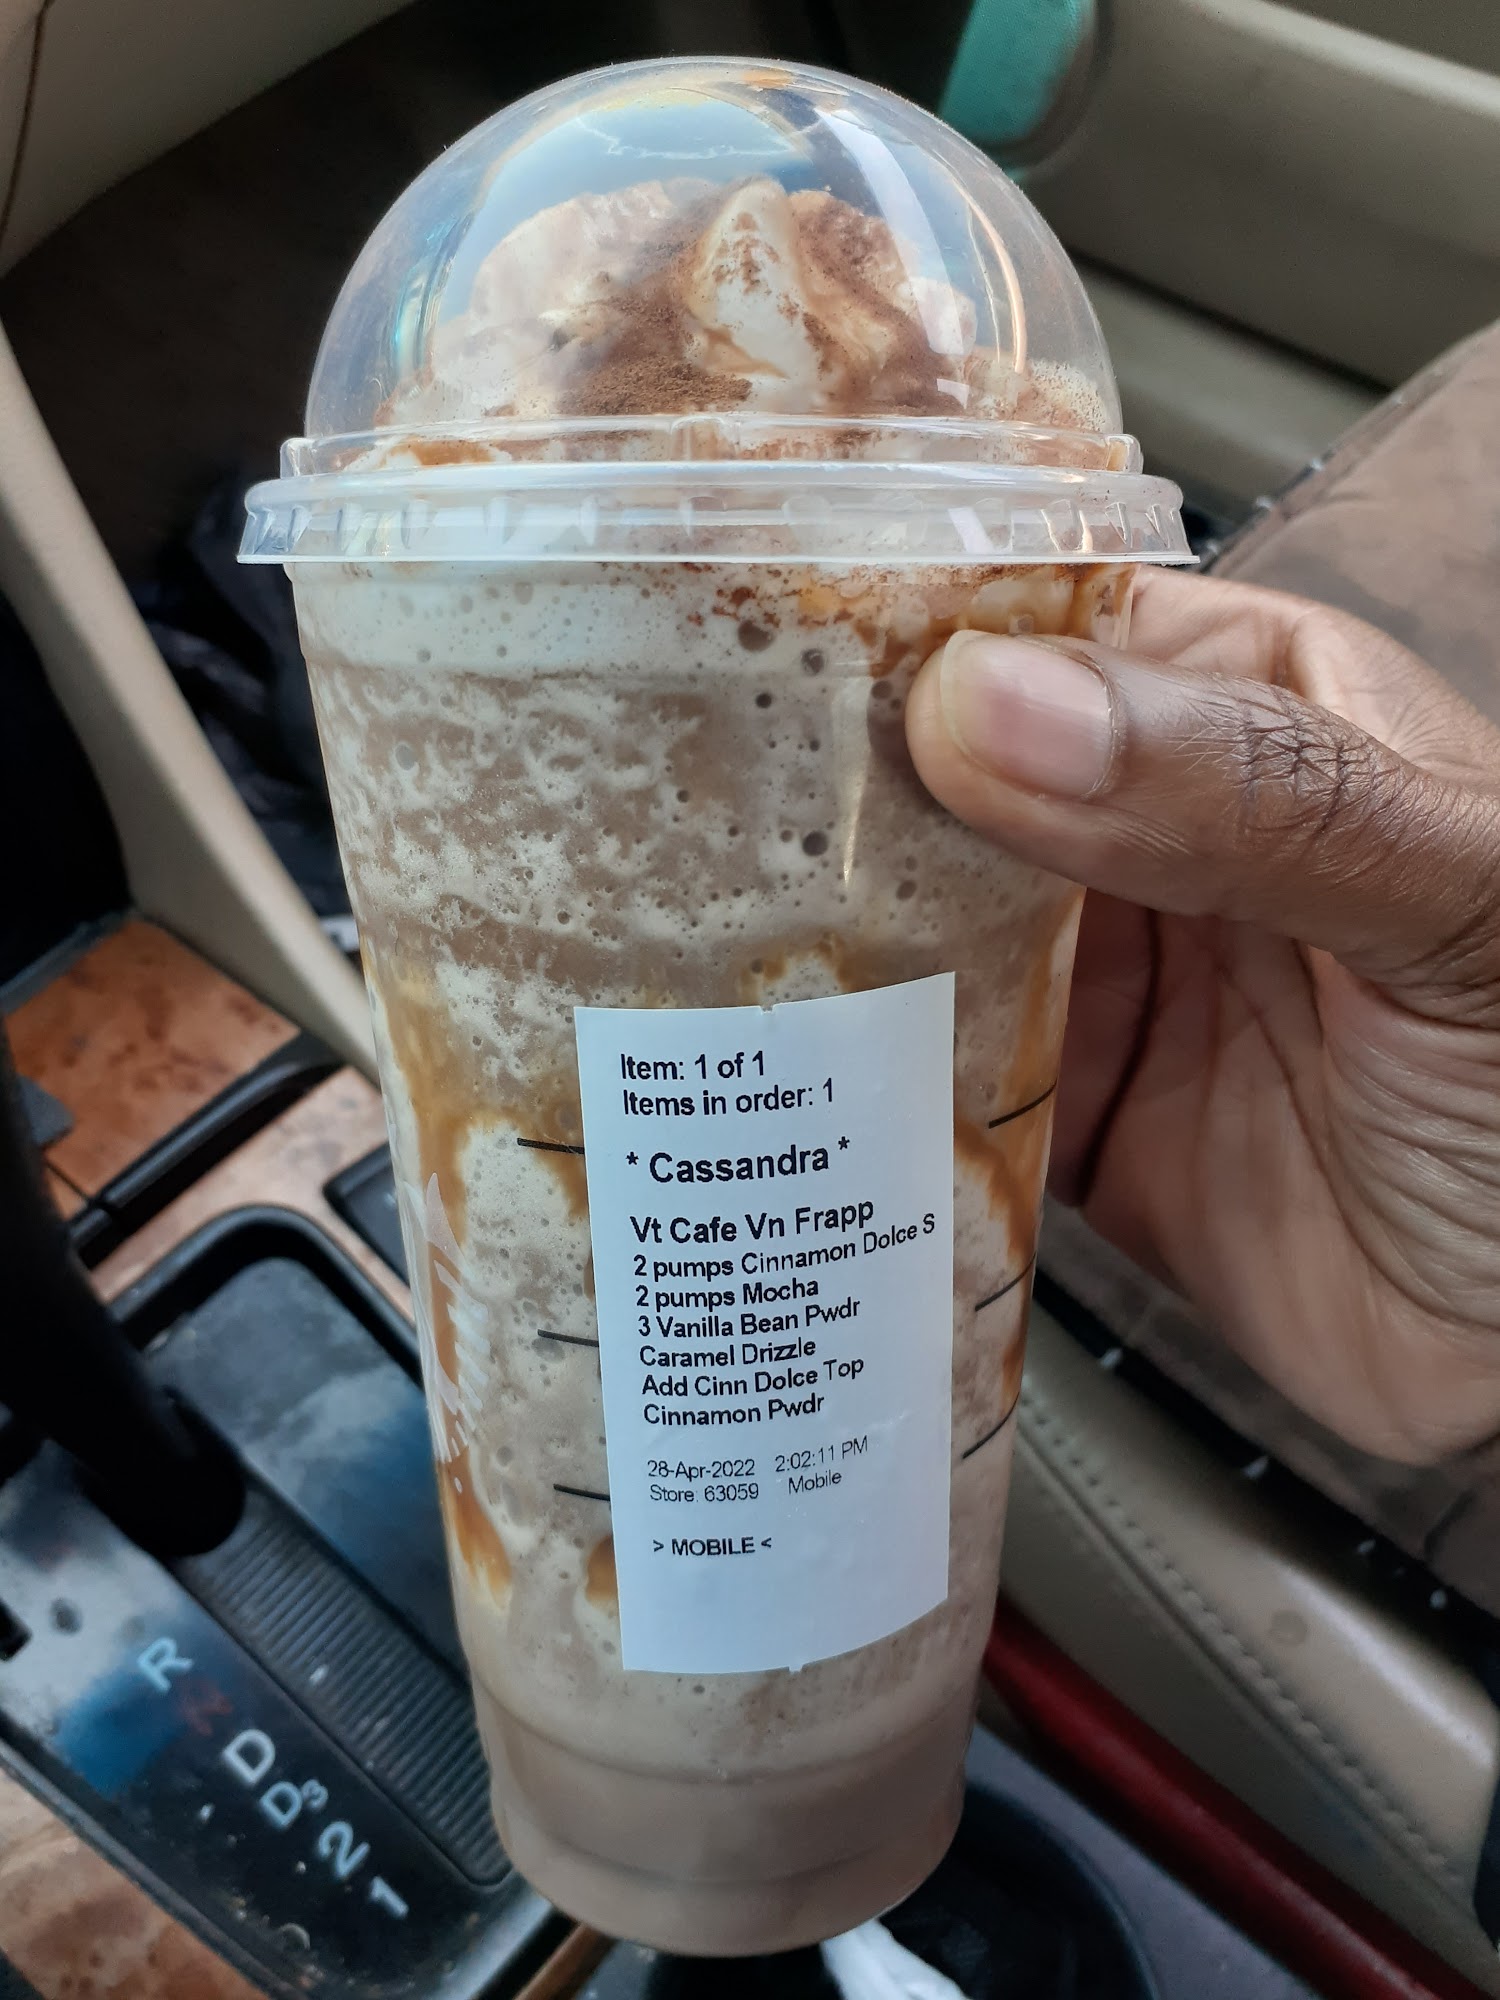 Item: 1 of 1
Items in order: 1
* Cassandra *
Vt Cafe Vn Frapp
2 pumps Cinnamon Dolce S
2 pumps Mocha
3 Vanilla Bean Pwdr
Caramel Drizzle
Add Cinn Dolce Top
Cinnamon Pwdr
28-Apr-2022 2:02:11 PM
Store: 63059 Mobile
> MOBILE <
R
N
D
D3
2
1